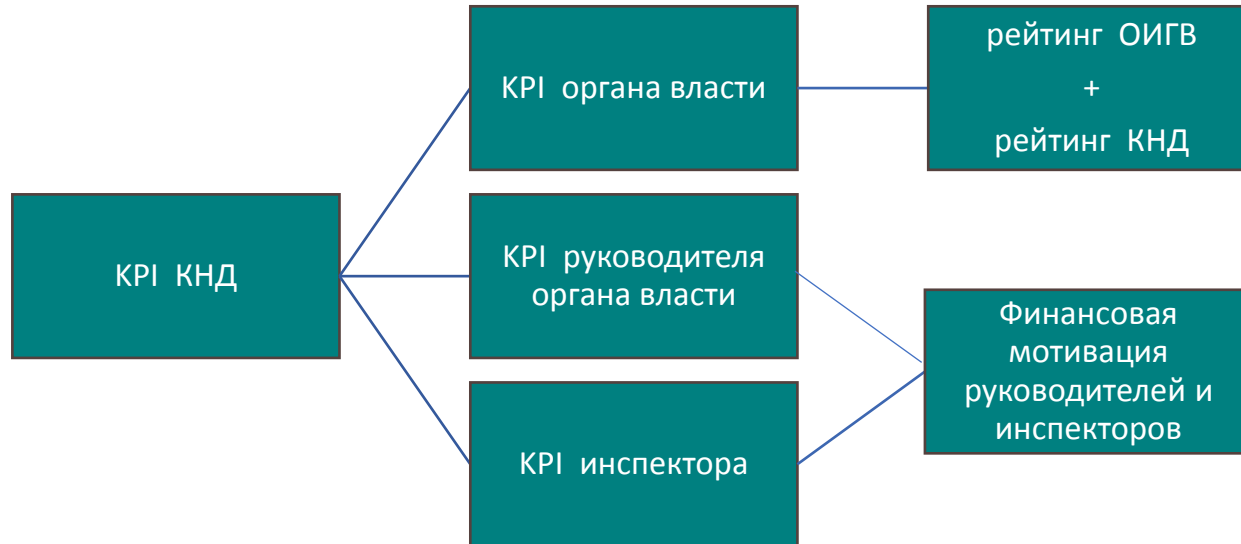 KPI органа власти
рейтинг ОИГВ
+
рейтинг КНД
KPI КНД
KPI руководителя
органа власти
Финансовая
мотивация
руководителей и
инспекторов
KPI инспектора